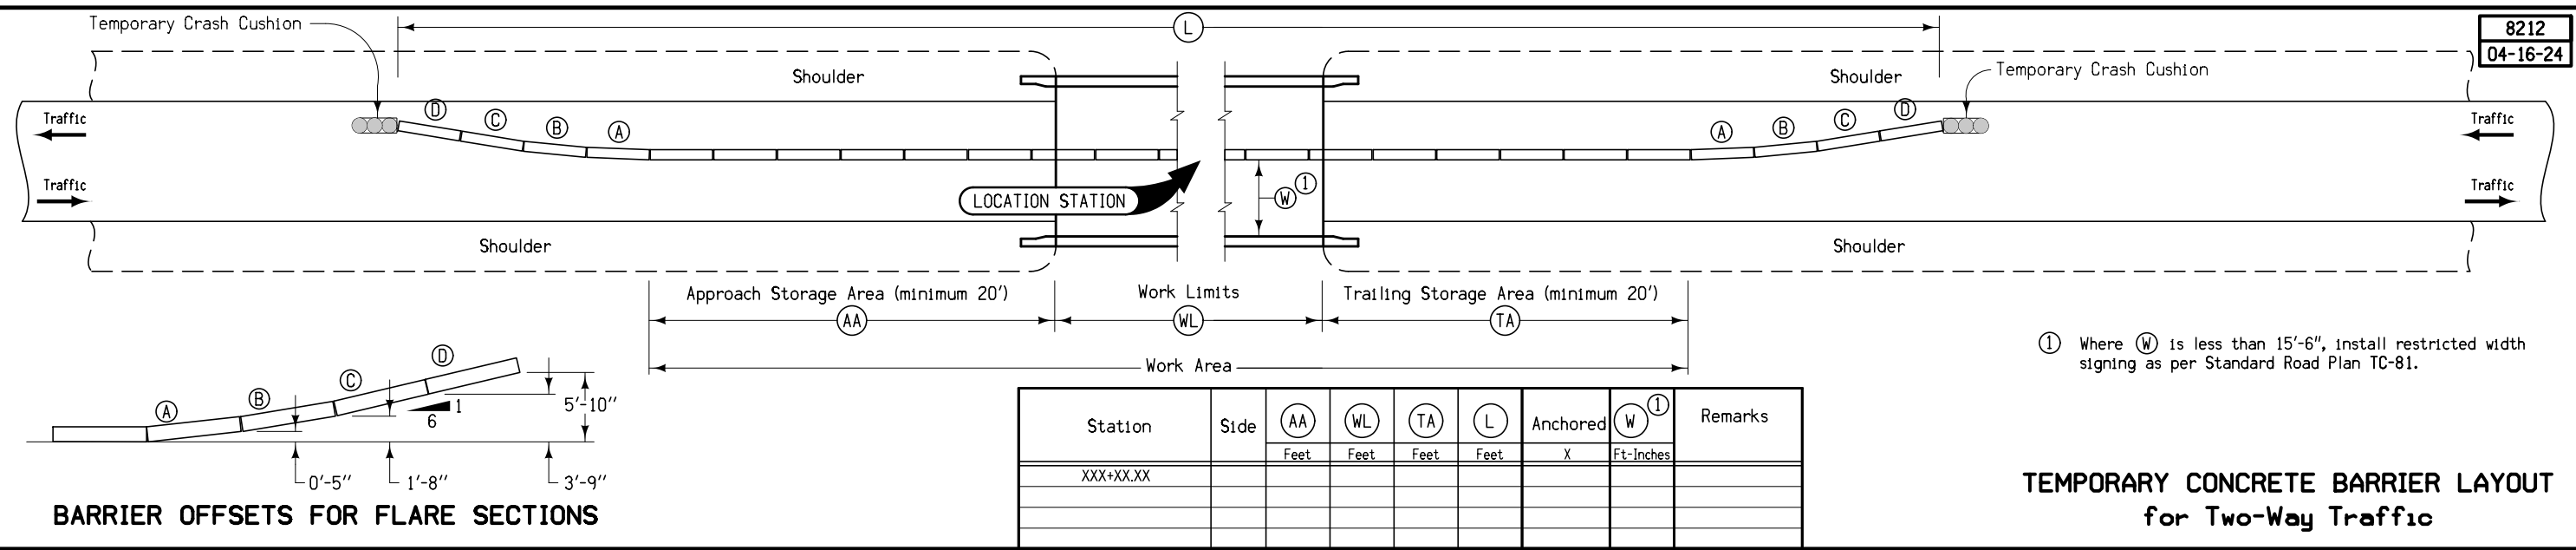 Temporary Crash Cushion
L
8212
04-16-24
Shoulder
Shoulder
Temporary Crash Cushion
Traffic
D
C
B
A
A
B
C
D
Traffic
Traffic
LOCATION STATION
W 1
Traffic
Shoulder
Shoulder
Approach Storage Area (minimum 20')
Work Limits
Trailing Storage Area (minimum 20')
AA
WL
TA
Work Area
1 Where W is less than 15'-6", install restricted width
signing as per Standard Road Plan TC-81.
A
B
C
D
6
1
5'-10"
0'-5"
1'-8"
3'-9"
BARRIER OFFSETS FOR FLARE SECTIONS
Station Side AA WL TA L Anchored W 1 Remarks
Feet Feet Feet Feet X Ft-Inches
XXX+XX.XX
TEMPORARY CONCRETE BARRIER LAYOUT
for Two-Way Traffic